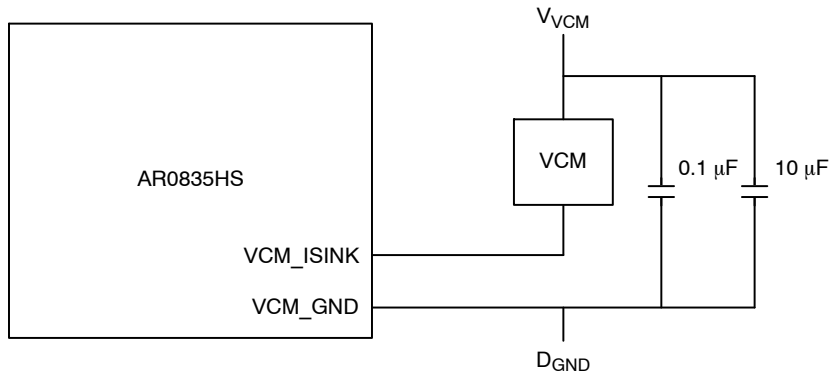 V_VCM
VCM
0.1 μF
10 μF
AR0835HS
VCM_ISINK
VCM_GND
D_GND